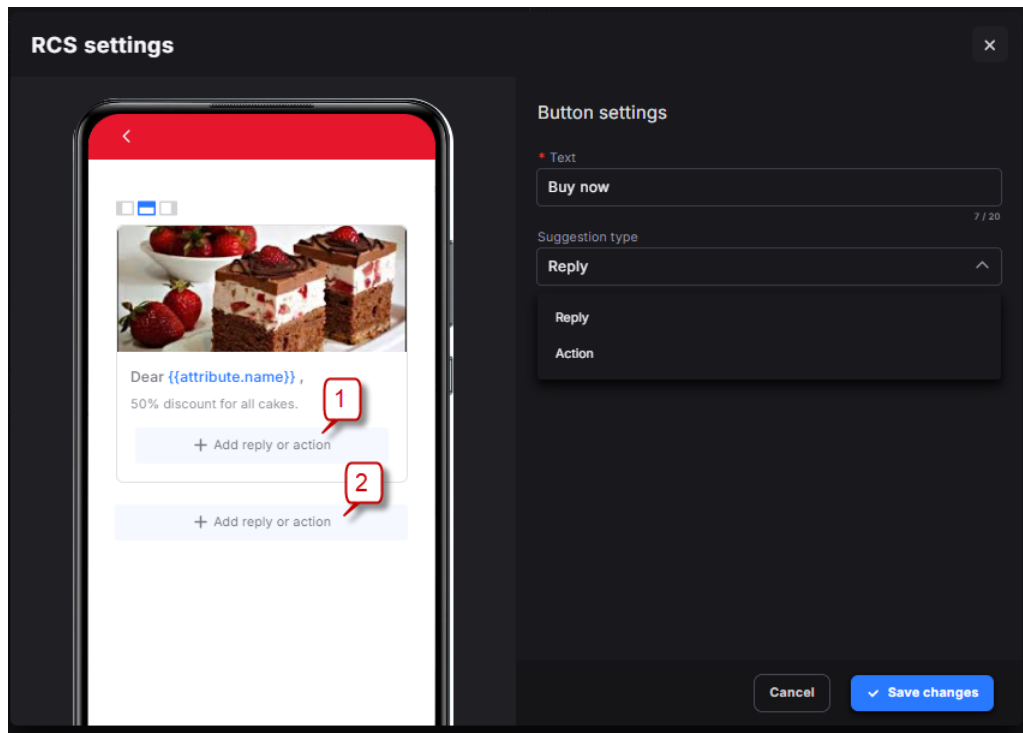 RCS settings
Dear {{attribute.name}} ,
50% discount for all cakes.
1
+ Add reply or action
2
+ Add reply or action
Button settings
* Text
Buy now
7 / 20
Suggestion type
Reply
Reply
Action
Cancel
Save changes